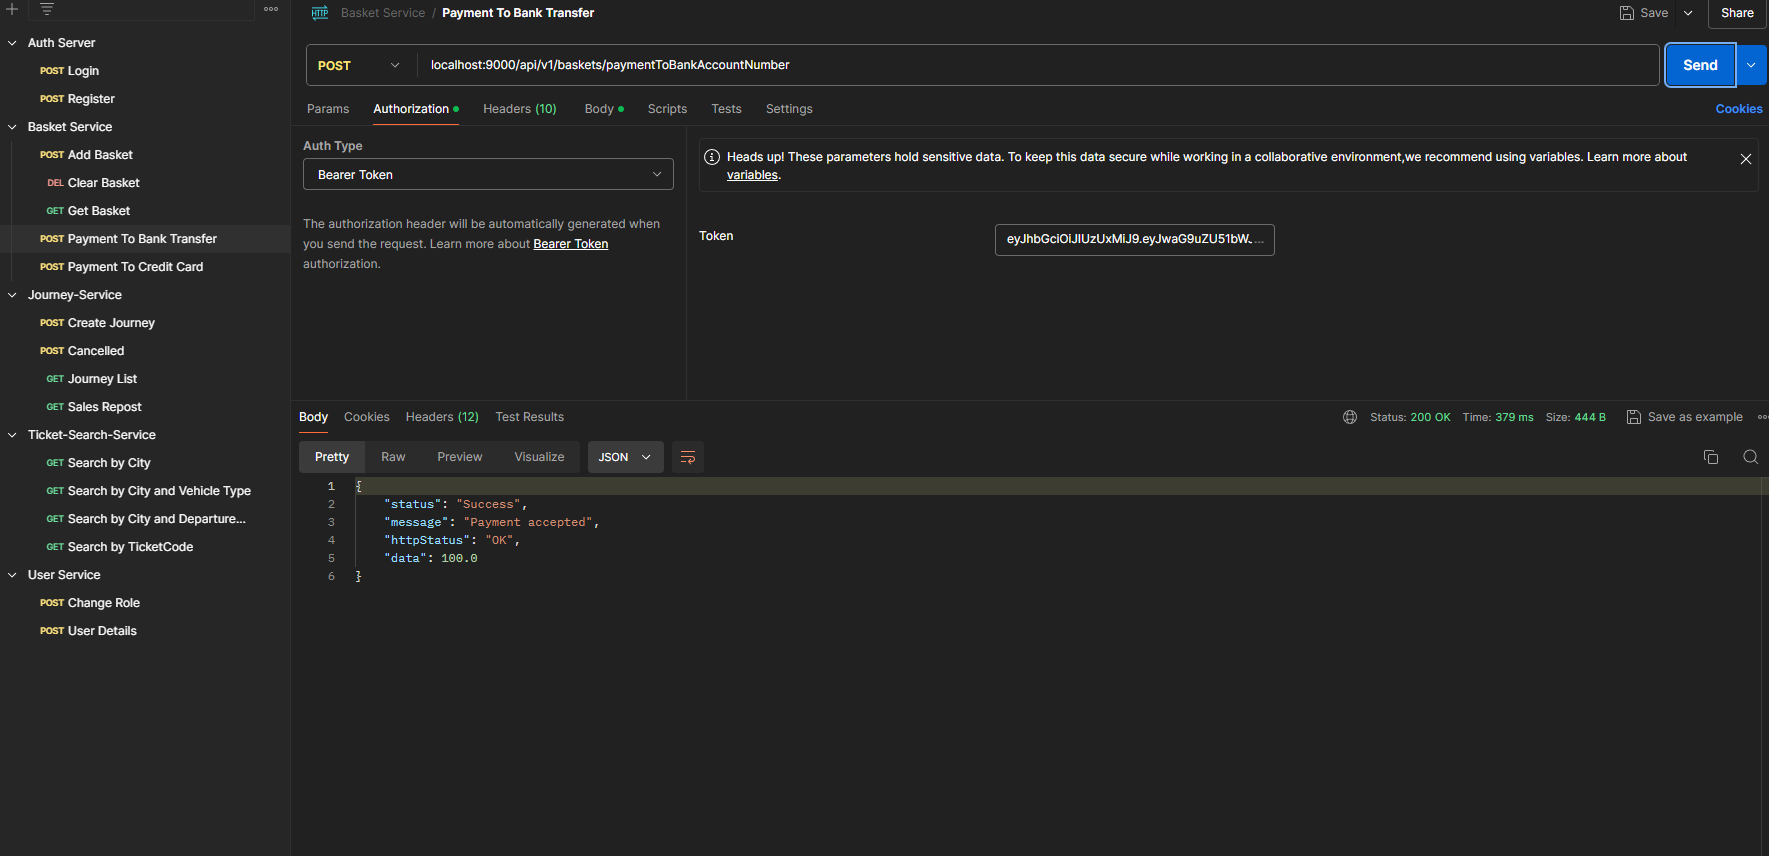 Basket Service / Payment To Bank Transfer
Save
Share
Auth Server
POST Login
POST Register
Basket Service
POST Add Basket
DEL Clear Basket
GET Get Basket
POST Payment To Bank Transfer
POST Payment To Credit Card
Journey-Service
POST Create Journey
POST Cancelled
GET Journey List
GET Sales Repost
Ticket-Search-Service
GET Search by City
GET Search by City and Vehicle Type
GET Search by City and Departure...
GET Search by TicketCode
User Service
POST Change Role
POST User Details
POST localhost:9000/api/v1/baskets/paymentToBankAccountNumber
Send
Params Authorization Headers (10) Body Scripts Tests Settings
Cookies
Auth Type
Bearer Token
The authorization header will be automatically generated when
you send the request. Learn more about Bearer Token
authorization.
Heads up! These parameters hold sensitive data. To keep this data secure while working in a collaborative environment,we recommend using variables. Learn more about
variables.
Token
eyJhbGciOiJIUzUxMiJ9.eyJwaG9uZU51bW....
Body Cookies Headers (12) Test Results
Status: 200 OK Time: 379 ms Size: 444 B
Save as example
Pretty Raw Preview Visualize JSON
1 {
2 "status": "Success",
3 "message": "Payment accepted",
4 "httpStatus": "OK",
5 "data": 100.0
6 }
HTTP